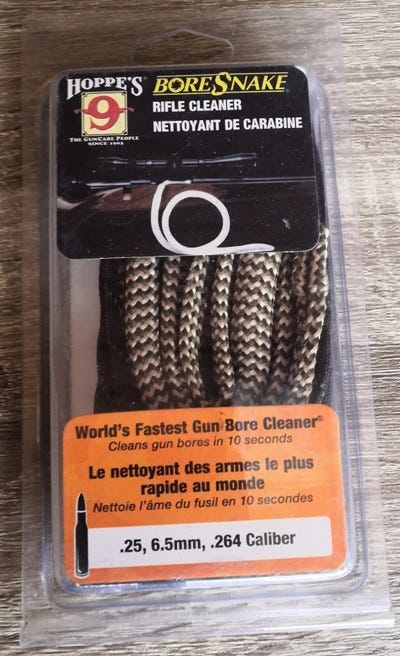 HOPPE'S
9
THE GUNCARE PEOPLE
SINCE 1903
BORESNAKE
RIFLE CLEANER
NETTOYANT DE CARABINE
World's Fastest Gun Bore Cleaner®
Cleans gun bores in 10 seconds
Le nettoyant des armes le plus
rapide au monde
Nettoie l'âme du fusil en 10 secondes
.25, 6.5mm, .264 Caliber